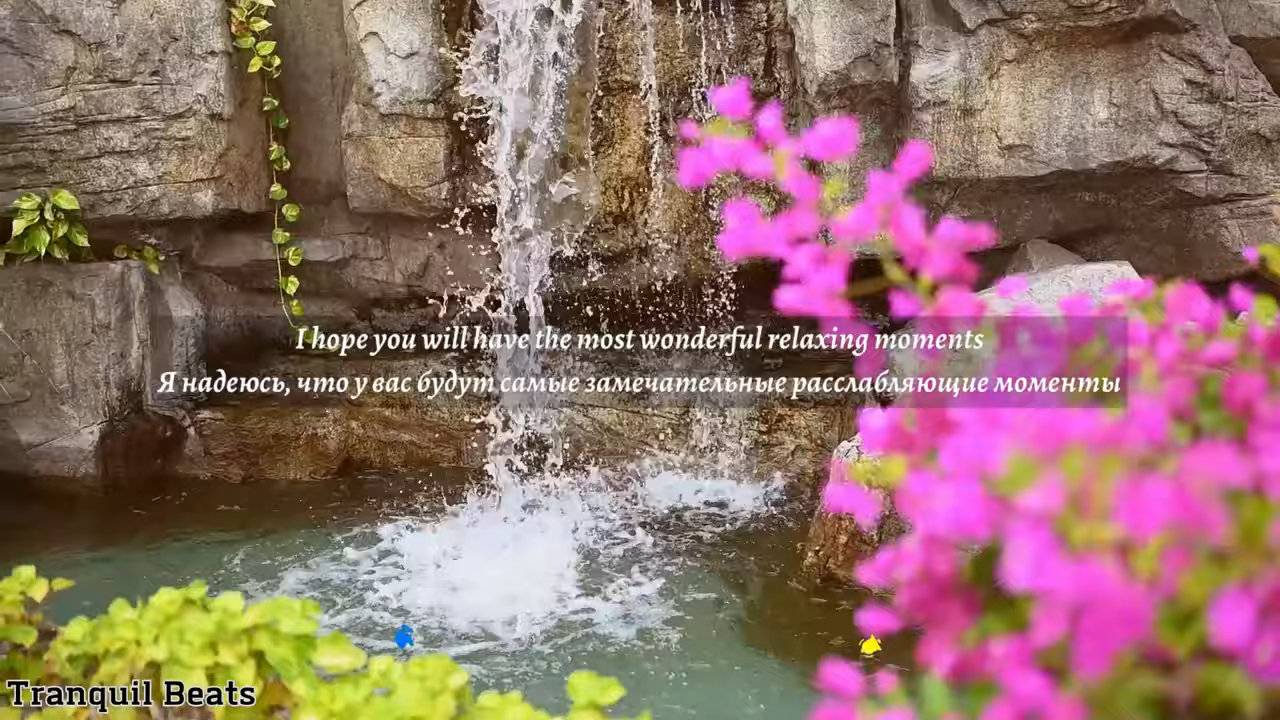 I hope you will have the most wonderful relaxing moments
Я надеюсь, что у вас будут самые замечательные расслабляющие моменты
Tranquil Beats